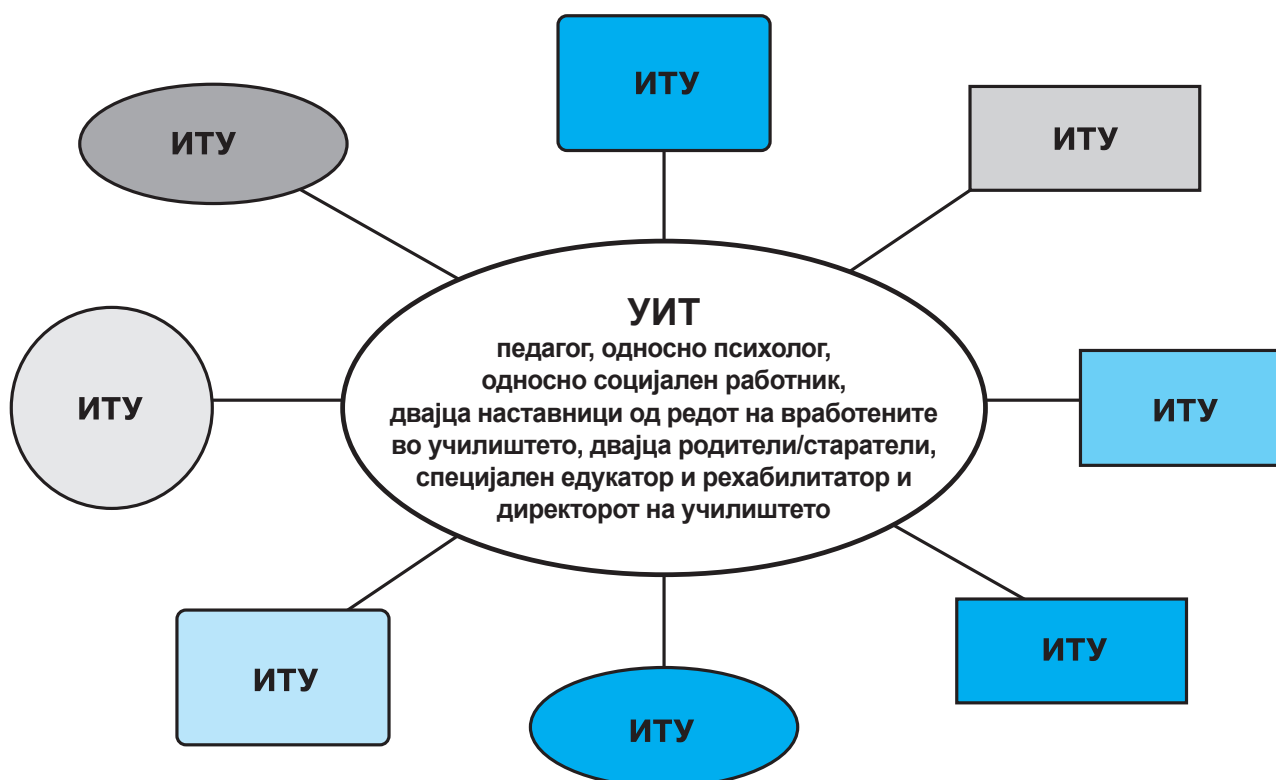 ИТУ
ИТУ
ИТУ
УИТ
педагог, односно психолог,
односно социјален работник,
двајца наставници од редот на вработените
во училиштето, двајца родители/старатели,
специјален едукатор и рехабилитатор и
директорот на училиштето
ИТУ
ИТУ
ИТУ
ИТУ
ИТУ